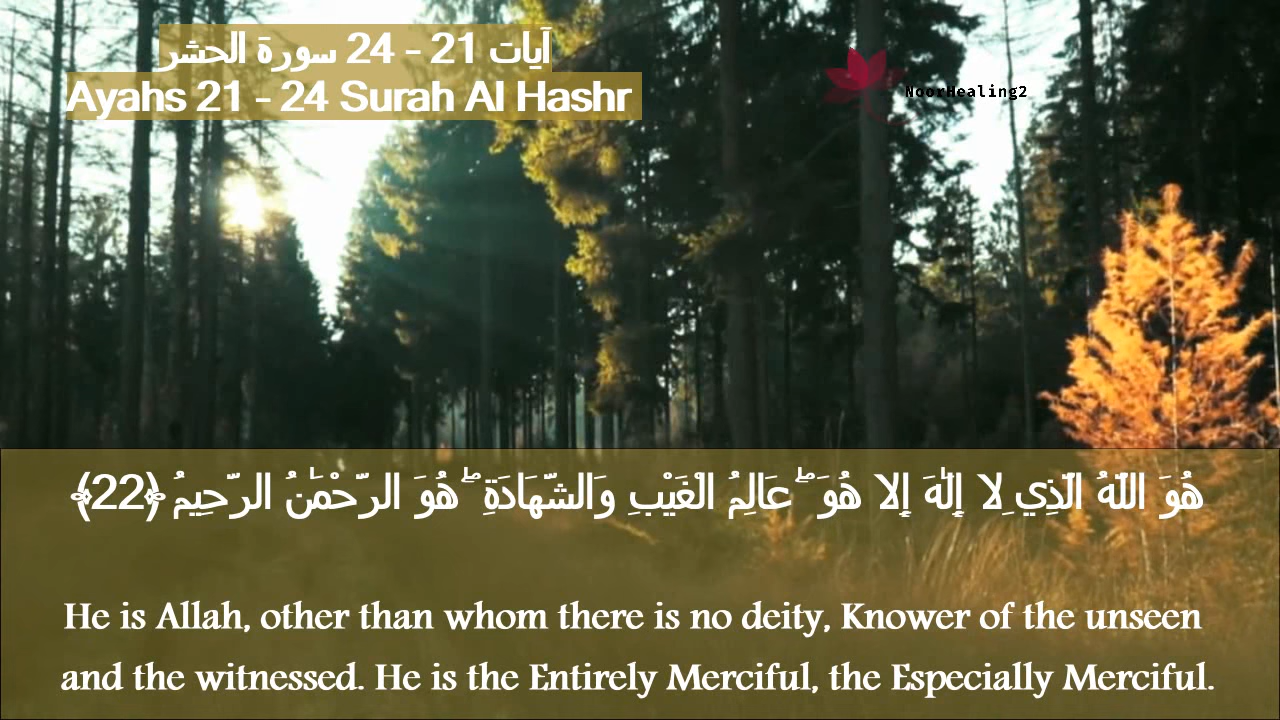 آيات 21 - 24 سورة الحشر
Ayahs 21 - 24 Surah Al Hashr
NoorHealing2
هُوَ اللَّهُ الَّذِي لَا إِلَٰهَ إِلَّا هُوَ ۖ عَالِمُ الْغَيْبِ وَالشَّهَادَةِ ۖ هُوَ الرَّحْمَٰنُ الرَّحِيمُ ﴿22﴾
He is Allah, other than whom there is no deity, Knower of the unseen
and the witnessed. He is the Entirely Merciful, the Especially Merciful.